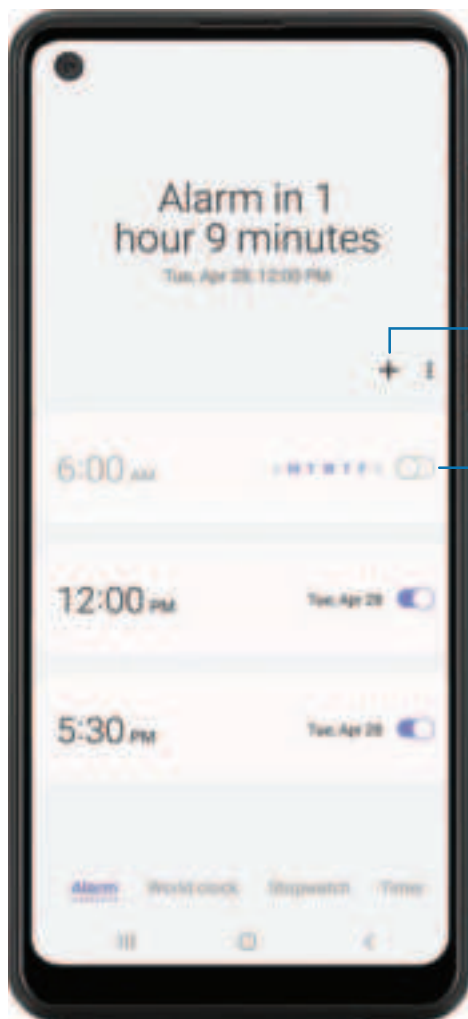 Alarm in 1
hour 9 minutes
Tue, Apr 28, 12:00 PM
6:00 AM
M T W T F
12:00 PM Tue, Apr 28
5:30 PM Tue, Apr 28
Alarm World clock Stopwatch Timer